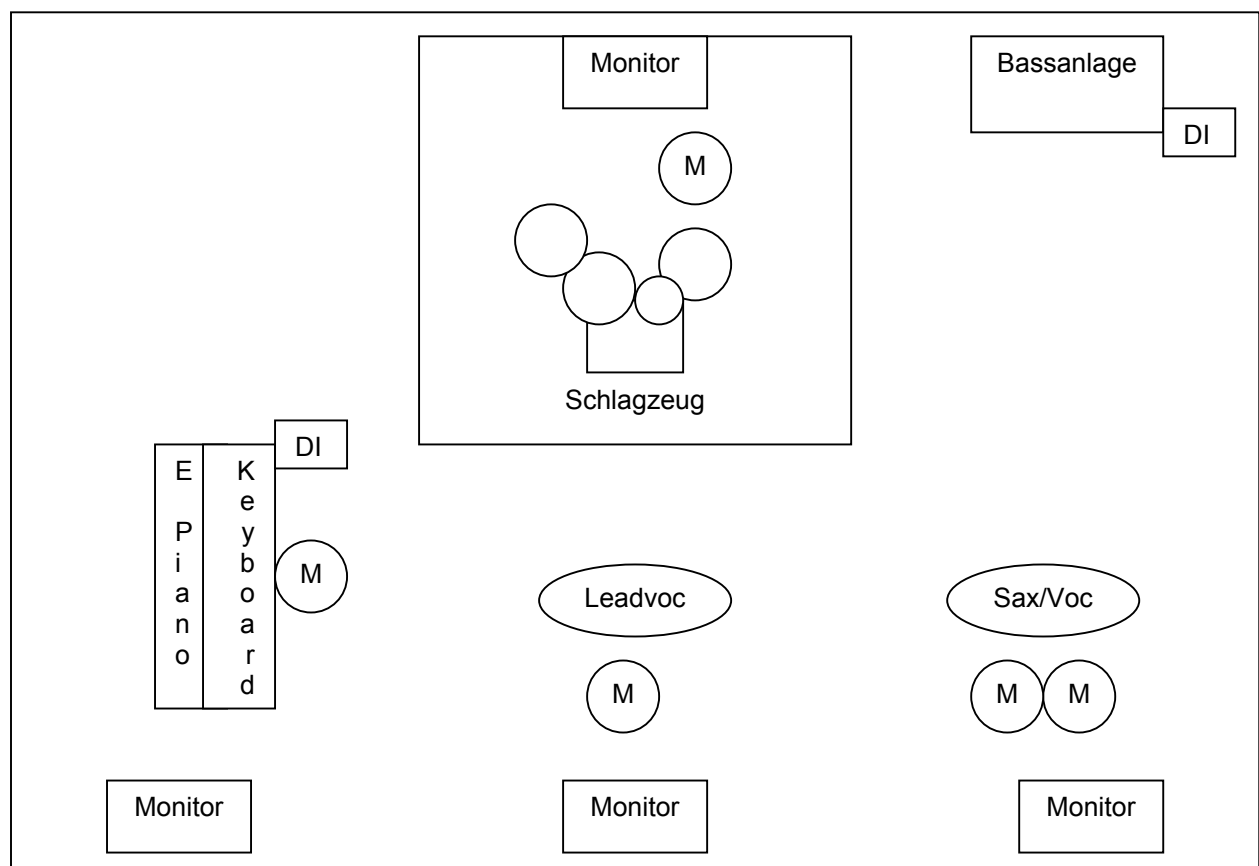 Monitor
Bassanlage
DI
M
Schlagzeug
DI
E Piano
Keyboard
M
Leadvoc
Sax/Voc
M
M M
Monitor
Monitor
Monitor